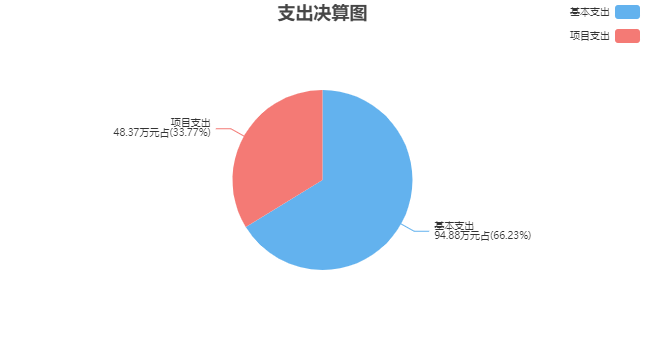 支出决算图
基本支出
项目支出
项目支出
48.37万元占(33.77%)
基本支出
94.88万元占(66.23%)